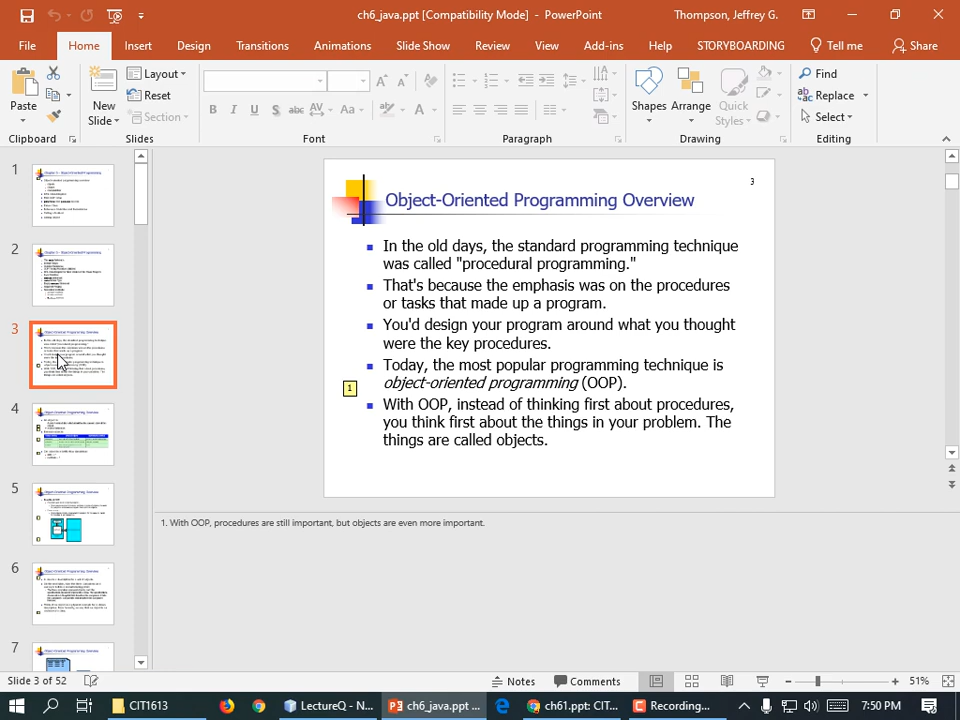 ch6_java.ppt [Compatibility Mode] - PowerPoint
Thompson, Jeffrey G.
File Home Insert Design Transitions Animations Slide Show Review View Add-ins Help STORYBOARDING Tell me Share
Paste
New
Slide
Layout
Reset
Section
Shapes Arrange Quick
Styles
Find
Replace
Select
Clipboard Slides Font Paragraph Drawing Editing
1
2
3
4
5
6
7
3
Object-Oriented Programming Overview
In the old days, the standard programming technique
was called "procedural programming."
That's because the emphasis was on the procedures
or tasks that made up a program.
You'd design your program around what you thought
were the key procedures.
Today, the most popular programming technique is
object-oriented programming (OOP).
1
With OOP, instead of thinking first about procedures,
you think first about the things in your problem. The
things are called objects.
1. With OOP, procedures are still important, but objects are even more important.
Slide 3 of 52
Notes
Comments
51%
CIT1613
LectureQ - N...
ch6_java.ppt ...
ch61.ppt: CIT...
Recording...
7:50 PM